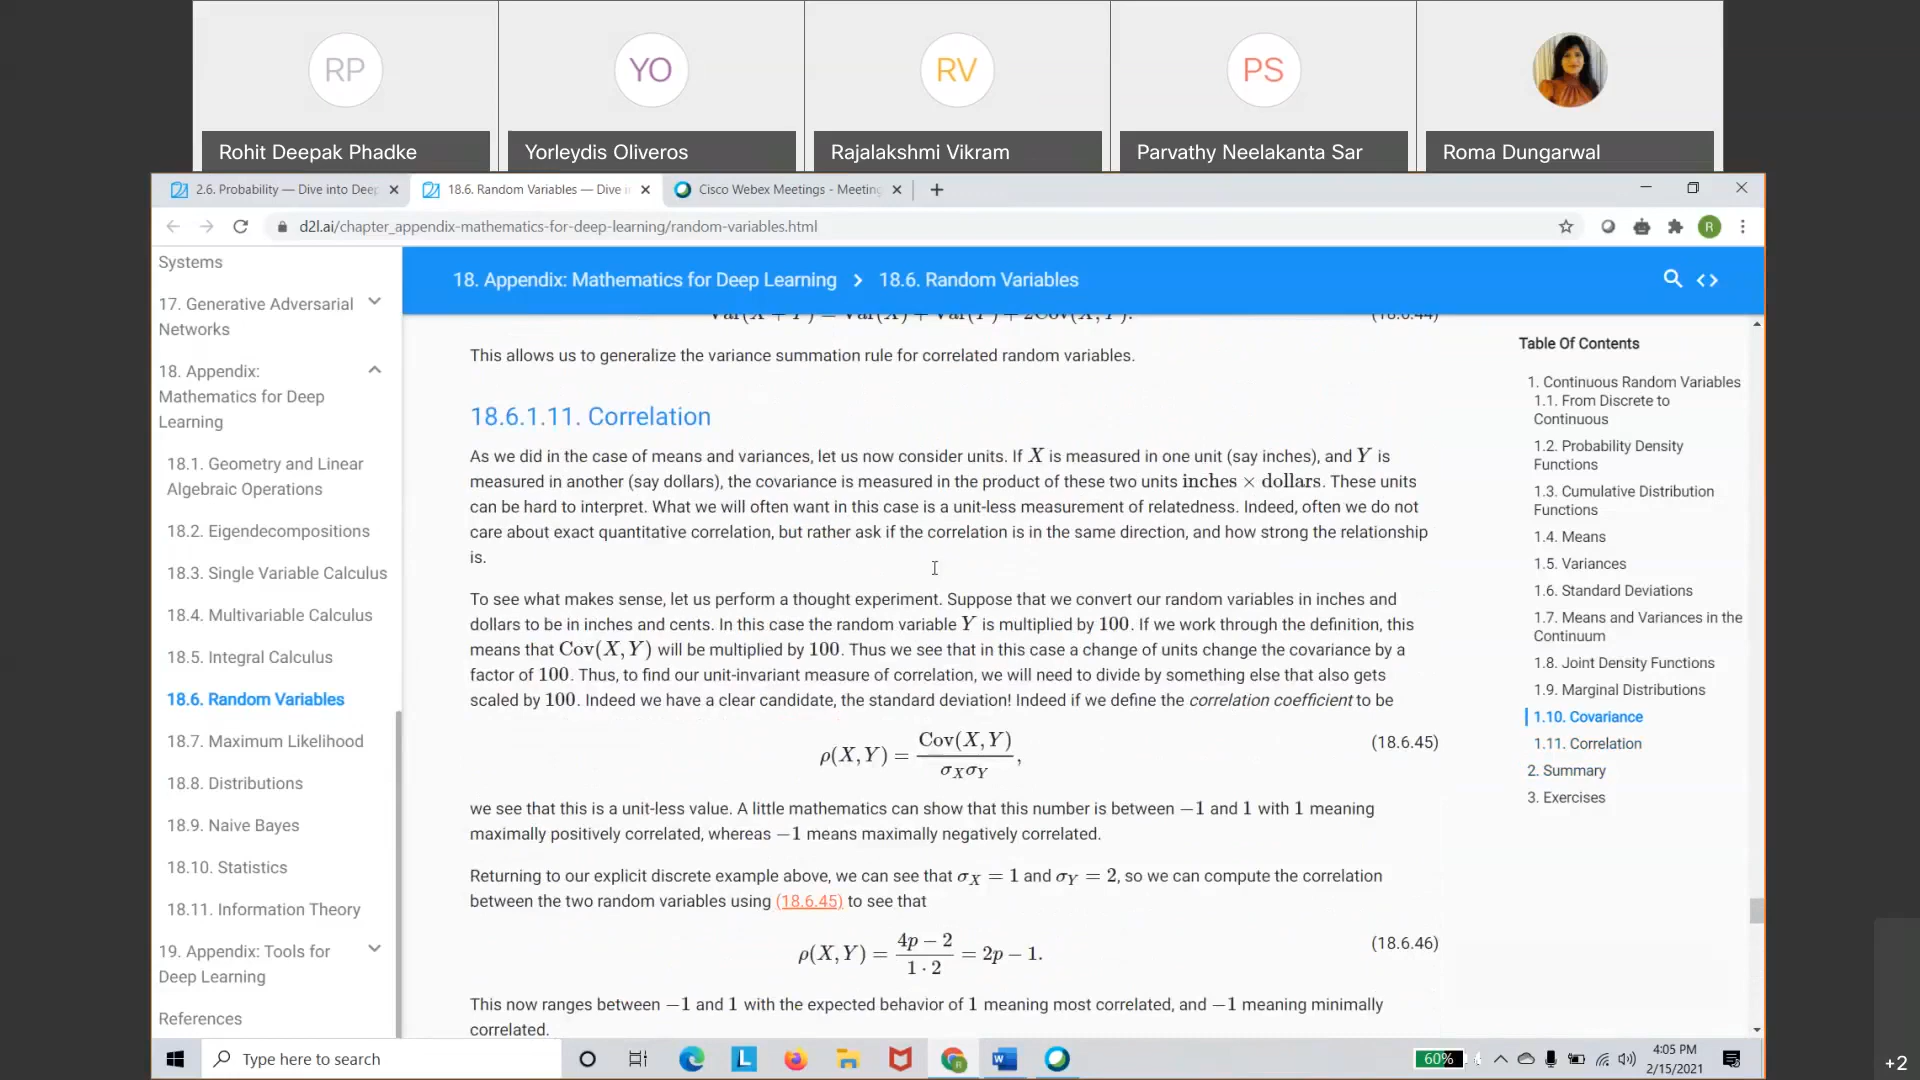 RP
YO
RV
PS
Rohit Deepak Phadke
Yorleydis Oliveros
Rajalakshmi Vikram
Parvathy Neelakanta Sar
Roma Dungarwal
2.6. Probability — Dive into Deep
18.6. Random Variables — Dive i
Cisco Webex Meetings - Meeting
d2l.ai/chapter_appendix-mathematics-for-deep-learning/random-variables.html
R
Systems
17. Generative Adversarial
Networks
18. Appendix:
Mathematics for Deep
Learning
18.1. Geometry and Linear
Algebraic Operations
18.2. Eigendecompositions
18.3. Single Variable Calculus
18.4. Multivariable Calculus
18.5. Integral Calculus
18.6. Random Variables
18.7. Maximum Likelihood
18.8. Distributions
18.9. Naive Bayes
18.10. Statistics
18.11. Information Theory
19. Appendix: Tools for
Deep Learning
References
18. Appendix: Mathematics for Deep Learning > 18.6. Random Variables
Var(X + Y) = Var(X) + Var(Y) + 2Cov(X, Y). (18.6.44)
This allows us to generalize the variance summation rule for correlated random variables.
18.6.1.11. Correlation
As we did in the case of means and variances, let us now consider units. If X is measured in one unit (say inches), and Y is
measured in another (say dollars), the covariance is measured in the product of these two units inches × dollars. These units
can be hard to interpret. What we will often want in this case is a unit-less measurement of relatedness. Indeed, often we do not
care about exact quantitative correlation, but rather ask if the correlation is in the same direction, and how strong the relationship
is.
To see what makes sense, let us perform a thought experiment. Suppose that we convert our random variables in inches and
dollars to be in inches and cents. In this case the random variable Y is multiplied by 100. If we work through the definition, this
means that Cov(X, Y) will be multiplied by 100. Thus we see that in this case a change of units change the covariance by a
factor of 100. Thus, to find our unit-invariant measure of correlation, we will need to divide by something else that also gets
scaled by 100. Indeed we have a clear candidate, the standard deviation! Indeed if we define the correlation coefficient to be
ρ(X, Y) = Cov(X, Y) / σXσY, (18.6.45)
we see that this is a unit-less value. A little mathematics can show that this number is between −1 and 1 with 1 meaning
maximally positively correlated, whereas −1 means maximally negatively correlated.
Returning to our explicit discrete example above, we can see that σX = 1 and σY = 2, so we can compute the correlation
between the two random variables using (18.6.45) to see that
ρ(X, Y) = 4p − 2 / 1 · 2 = 2p − 1. (18.6.46)
This now ranges between −1 and 1 with the expected behavior of 1 meaning most correlated, and −1 meaning minimally
correlated.
Table Of Contents
1. Continuous Random Variables
1.1. From Discrete to
Continuous
1.2. Probability Density
Functions
1.3. Cumulative Distribution
Functions
1.4. Means
1.5. Variances
1.6. Standard Deviations
1.7. Means and Variances in the
Continuum
1.8. Joint Density Functions
1.9. Marginal Distributions
1.10. Covariance
1.11. Correlation
2. Summary
3. Exercises
Type here to search
L
W
60%
4:05 PM
2/15/2021
+2